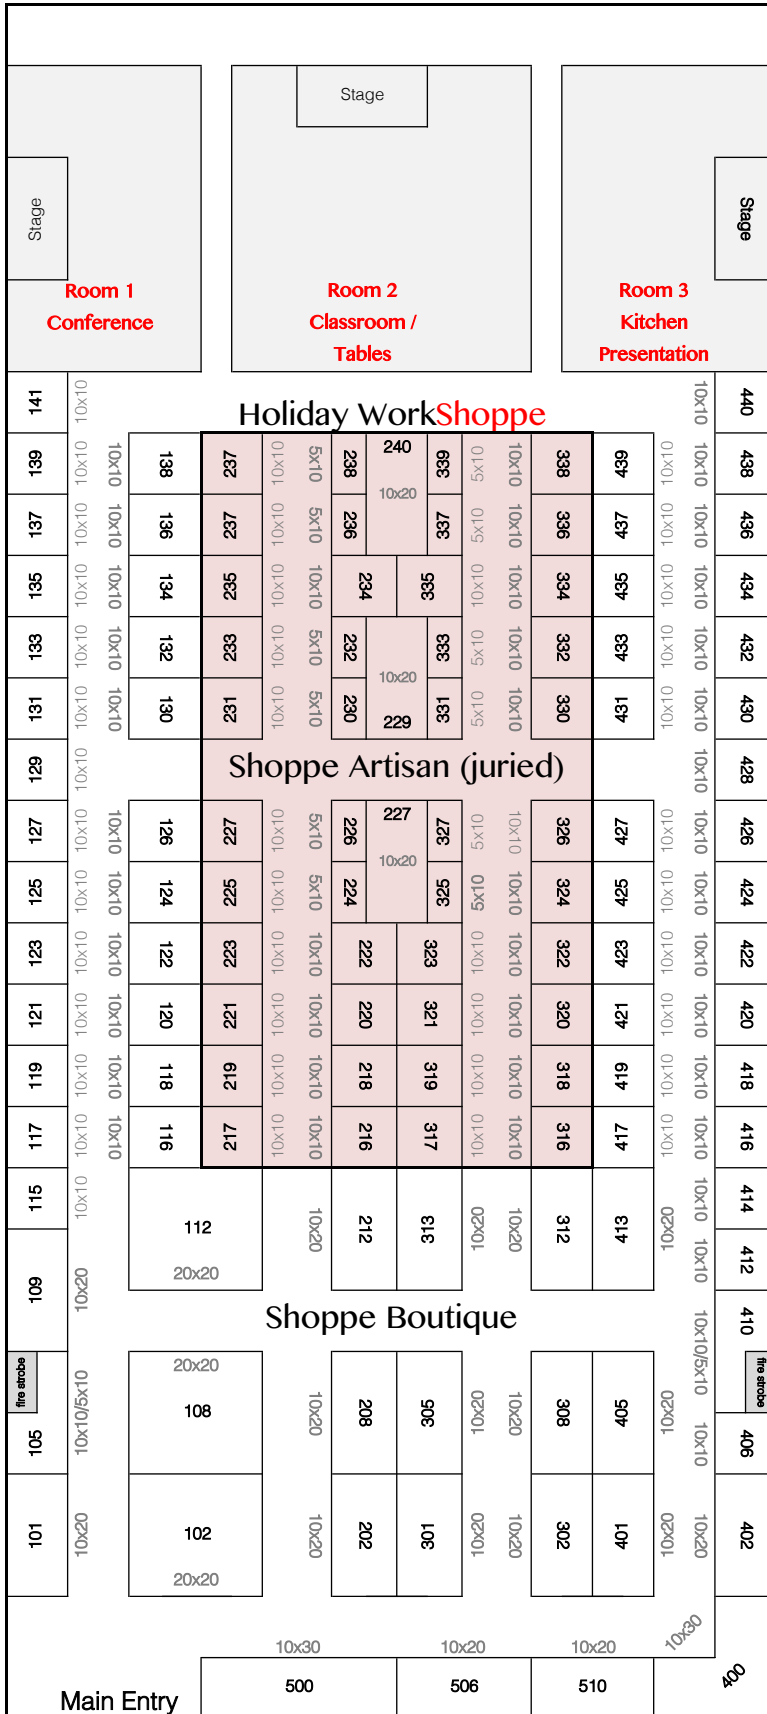 Stage
Stage
Stage
Room 1
Conference
Room 2
Classroom /
Tables
Room 3
Kitchen
Presentation
141 10x10 10x10 440
Holiday WorkShoppe
139 10x10 10x10 138 237 10x10 5x10 238 240 339 5x10 10x10 338 439 10x10 10x10 438
10x20
137 10x10 10x10 136 237 10x10 5x10 236 337 5x10 10x10 336 437 10x10 10x10 436
135 10x10 10x10 134 235 10x10 10x10 234 335 10x10 10x10 334 435 10x10 10x10 434
133 10x10 10x10 132 233 10x10 5x10 232 333 5x10 10x10 332 433 10x10 10x10 432
10x20
131 10x10 10x10 130 231 10x10 5x10 230 229 331 5x10 10x10 330 431 10x10 10x10 430
129 10x10 Shoppe Artisan (juried) 10x10 428
127 10x10 10x10 126 227 10x10 5x10 226 227 327 5x10 10x10 326 427 10x10 10x10 426
10x20
125 10x10 10x10 124 225 10x10 5x10 224 325 5x10 10x10 324 425 10x10 10x10 424
123 10x10 10x10 122 223 10x10 10x10 222 323 10x10 10x10 322 423 10x10 10x10 422
121 10x10 10x10 120 221 10x10 10x10 220 321 10x10 10x10 320 421 10x10 10x10 420
119 10x10 10x10 118 219 10x10 10x10 218 319 10x10 10x10 318 419 10x10 10x10 418
117 10x10 10x10 116 217 10x10 10x10 216 317 10x10 10x10 316 417 10x10 10x10 416
115 10x10 10x10 414
112 10x20 212 313 10x20 10x20 312 413 10x20
20x20
109 10x20 10x10 412
Shoppe Boutique
10x10/5x10 410
fire strobe 10x10/5x10 fire strobe
20x20
108 10x20 208 305 10x20 10x20 308 405 10x20
105 10x10 406
101 10x20 102 10x20 202 301 10x20 10x20 302 401 10x20 10x20 402
20x20
10x30 10x20 10x20 10x30
Main Entry 500 506 510 400